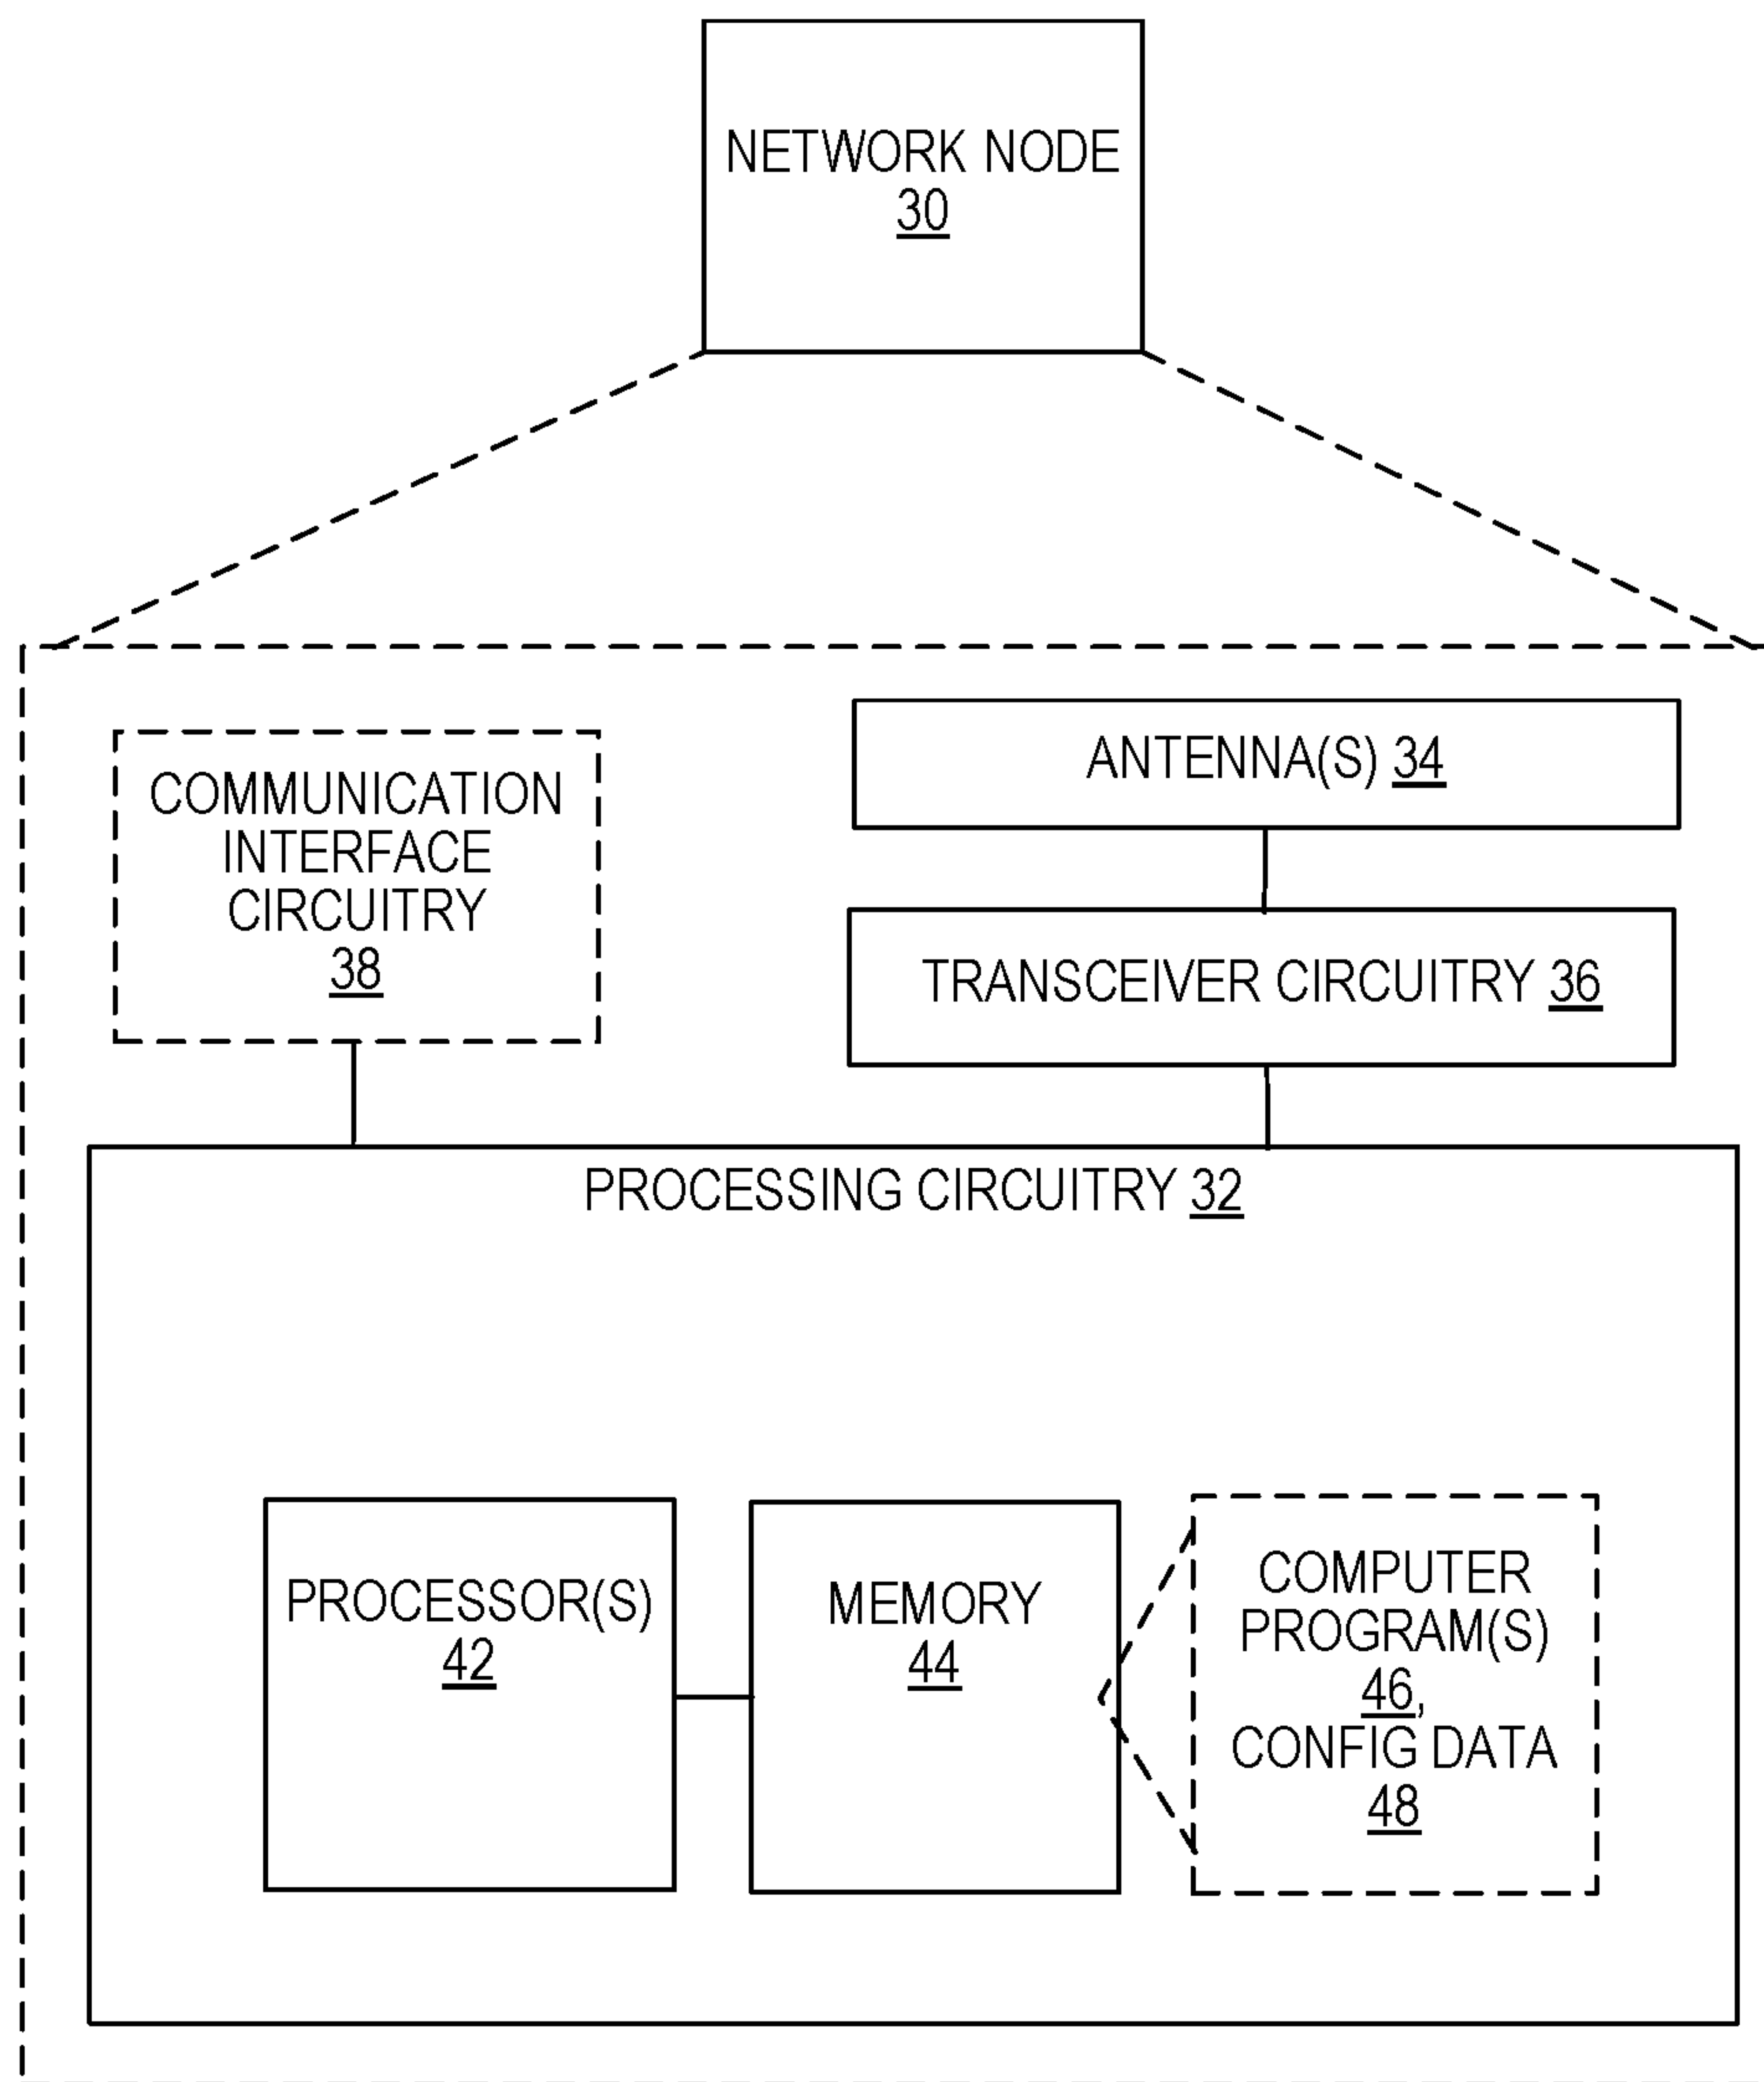 NETWORK NODE
30
COMMUNICATION
INTERFACE
CIRCUITRY
38
ANTENNA(S) 34
TRANSCEIVER CIRCUITRY 36
PROCESSING CIRCUITRY 32
PROCESSOR(S)
42
MEMORY
44
COMPUTER
PROGRAM(S)
46,
CONFIG DATA
48